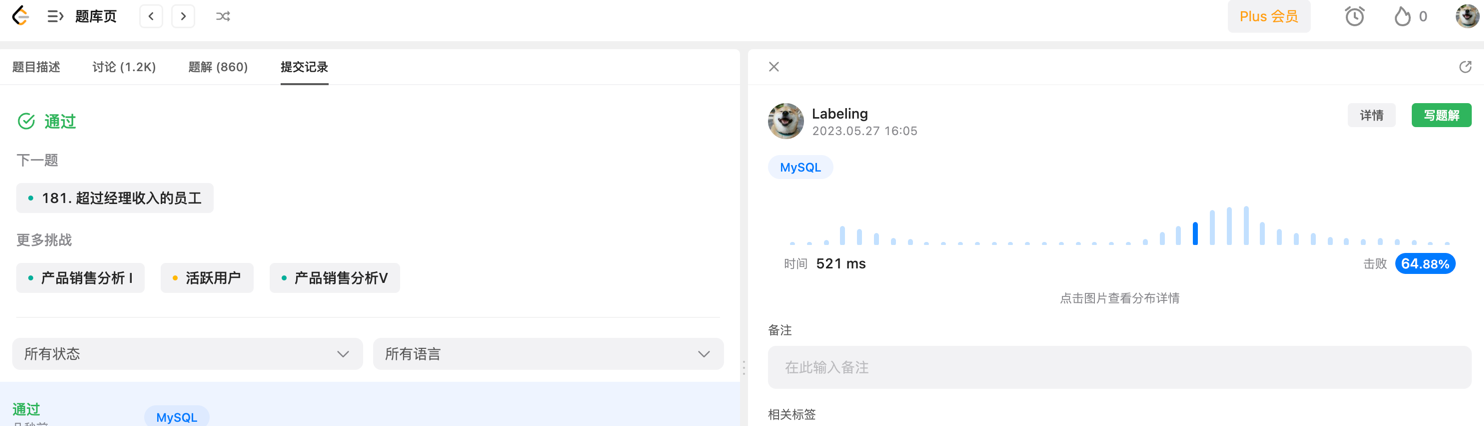 题库页
Plus 会员
0
题目描述
讨论 (1.2K)
题解 (860)
提交记录
通过
下一题
181. 超过经理收入的员工
更多挑战
产品销售分析 I
活跃用户
产品销售分析V
所有状态
所有语言
通过
MySQL
Labeling
2023.05.27 16:05
详情
写题解
MySQL
时间 521 ms
击败 64.88%
点击图片查看分布详情
备注
在此输入备注
相关标签